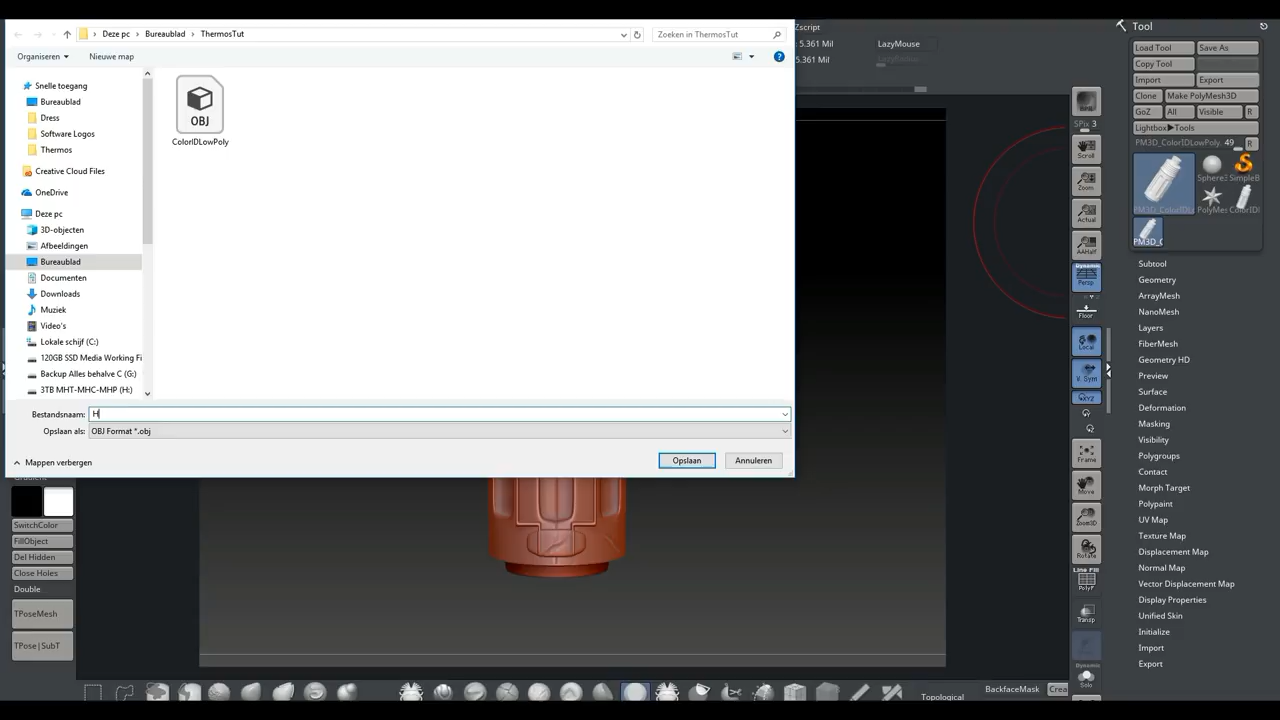 Deze pc › Bureaublad › ThermosTut
Zoeken in ThermosTut
Organiseren
Nieuwe map
Snelle toegang
Bureaublad
Dress
Software Logos
Thermos
Creative Cloud Files
OneDrive
Deze pc
3D-objecten
Afbeeldingen
Bureaublad
Documenten
Downloads
Muziek
Video's
Lokale schijf (C:)
120GB SSD Media Working Fi
Backup Alles behalve C (G:)
3TB MHT-MHC-MHP (H:)
OBJ
ColorIDLowPoly
Bestandsnaam: H
Opslaan als: OBJ Format *.obj
Mappen verbergen
Opslaan
Annuleren
SwitchColor
FillObject
Del Hidden
Close Holes
Double
TPoseMesh
TPose|SubT
Zscript
5.361 Mil
5.361 Mil
LazyMouse
Topological
BackfaceMask
Crea
SPix 3
Scroll
Zoom
Actual
AAHalf
Dynamic
Persp
Floor
Local
V. Sym
XYZ
Frame
Move
Zoom3D
Rotate
Line Fill
PolyF
Transp
Dynamic
Solo
Tool
Load Tool
Save As
Copy Tool
Import
Export
Clone
Make PolyMesh3D
GoZ
All
Visible
R
Lightbox▶Tools
PM3D_ColorIDLowPoly. 49
R
Sphere3
SimpleB
PolyMes
ColorID
PM3D_C
Subtool
Geometry
ArrayMesh
NanoMesh
Layers
FiberMesh
Geometry HD
Preview
Surface
Deformation
Masking
Visibility
Polygroups
Contact
Morph Target
Polypaint
UV Map
Texture Map
Displacement Map
Normal Map
Vector Displacement Map
Display Properties
Unified Skin
Initialize
Import
Export